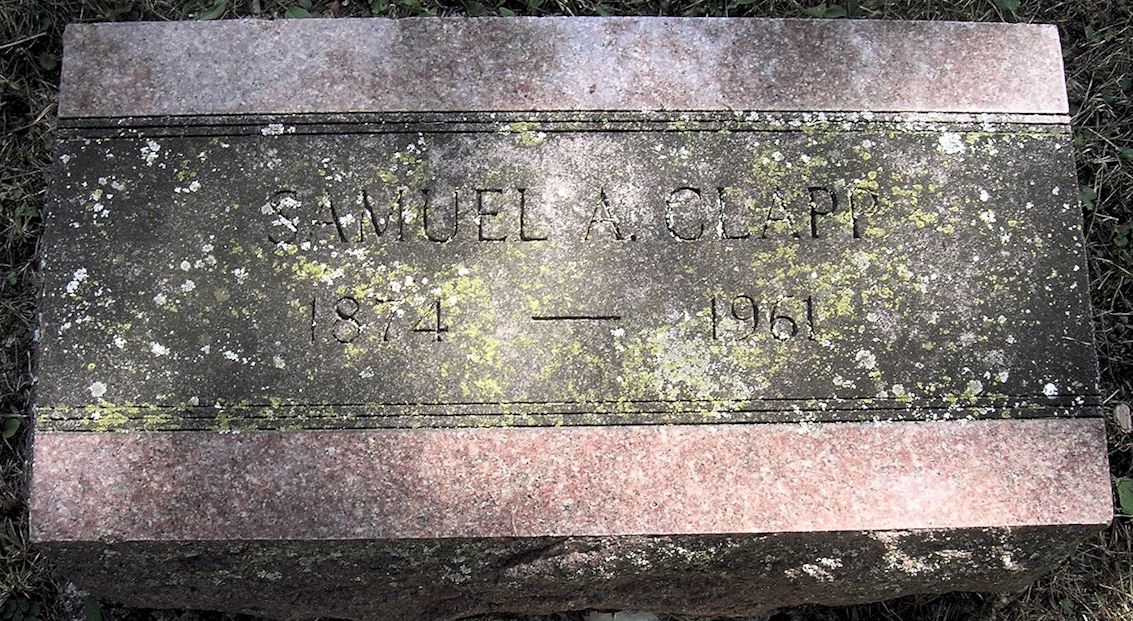 SAMUEL A. CLAPP
1874 — 1961